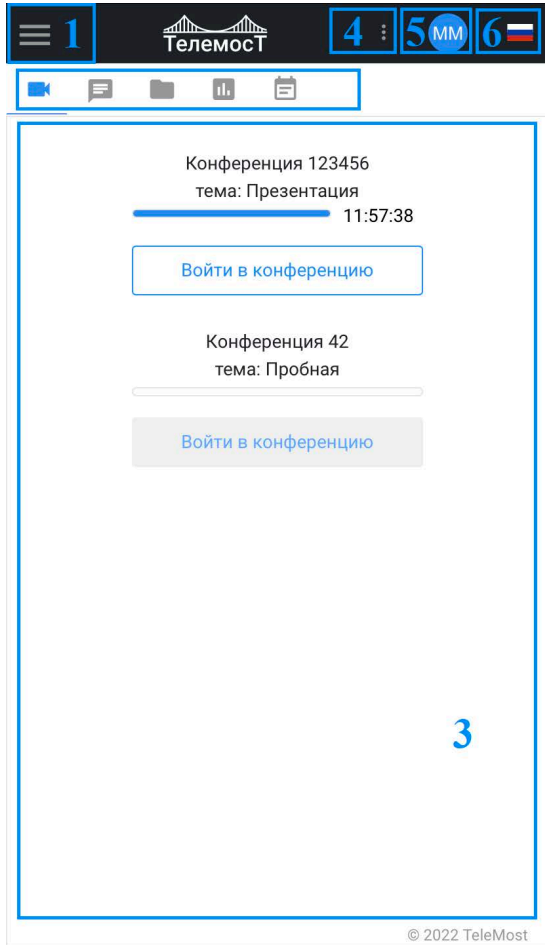 1
ТелемосТ
4
5
ММ
6
Конференция 123456
тема: Презентация
11:57:38
Войти в конференцию
Конференция 42
тема: Пробная
Войти в конференцию
3
© 2022 TeleMost